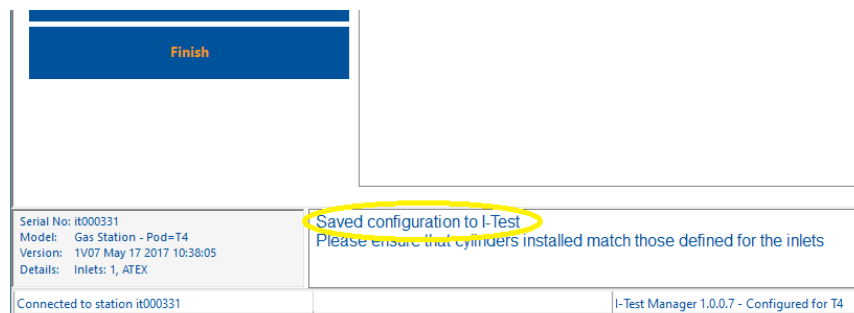 Finish
Serial No: it000331
Model: Gas Station - Pod=T4
Version: 1V07 May 17 2017 10:38:05
Details: Inlets: 1, ATEX
Saved configuration to I-Test
Please ensure that cylinders installed match those defined for the inlets
Connected to station it000331
I-Test Manager 1.0.0.7 - Configured for T4